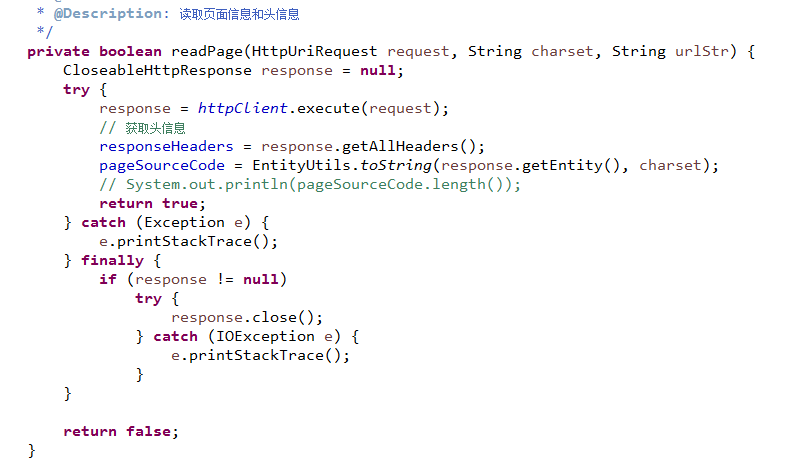 * @Description: 读取页面信息和头信息
*/
private boolean readPage(HttpUriRequest request, String charset, String urlStr) {
CloseableHttpResponse response = null;
try {
response = httpClient.execute(request);
// 获取头信息
responseHeaders = response.getAllHeaders();
pageSourceCode = EntityUtils.toString(response.getEntity(), charset);
// System.out.println(pageSourceCode.length());
return true;
} catch (Exception e) {
e.printStackTrace();
} finally {
if (response != null)
try {
response.close();
} catch (IOException e) {
e.printStackTrace();
}
}
return false;
}